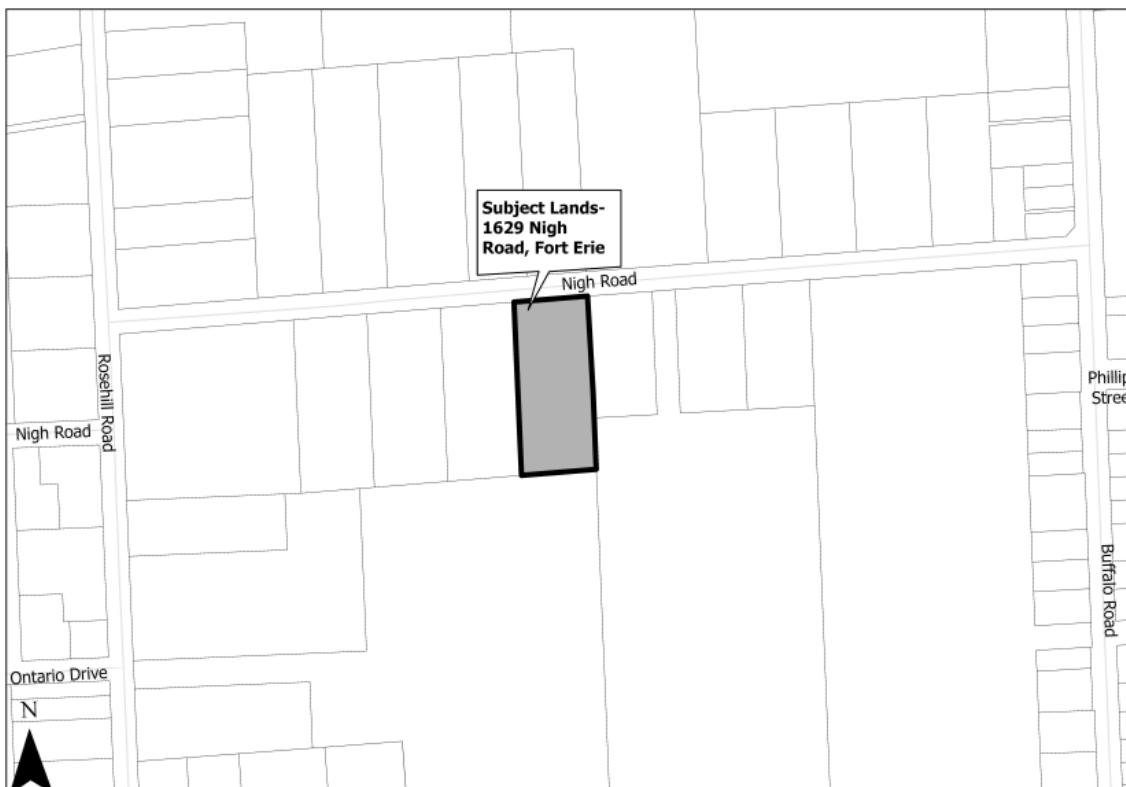 Subject Lands-
1629 Nigh
Road, Fort Erie
Nigh Road
Rosehill Road
Nigh Road
Buffalo Road
Ontario Drive
N